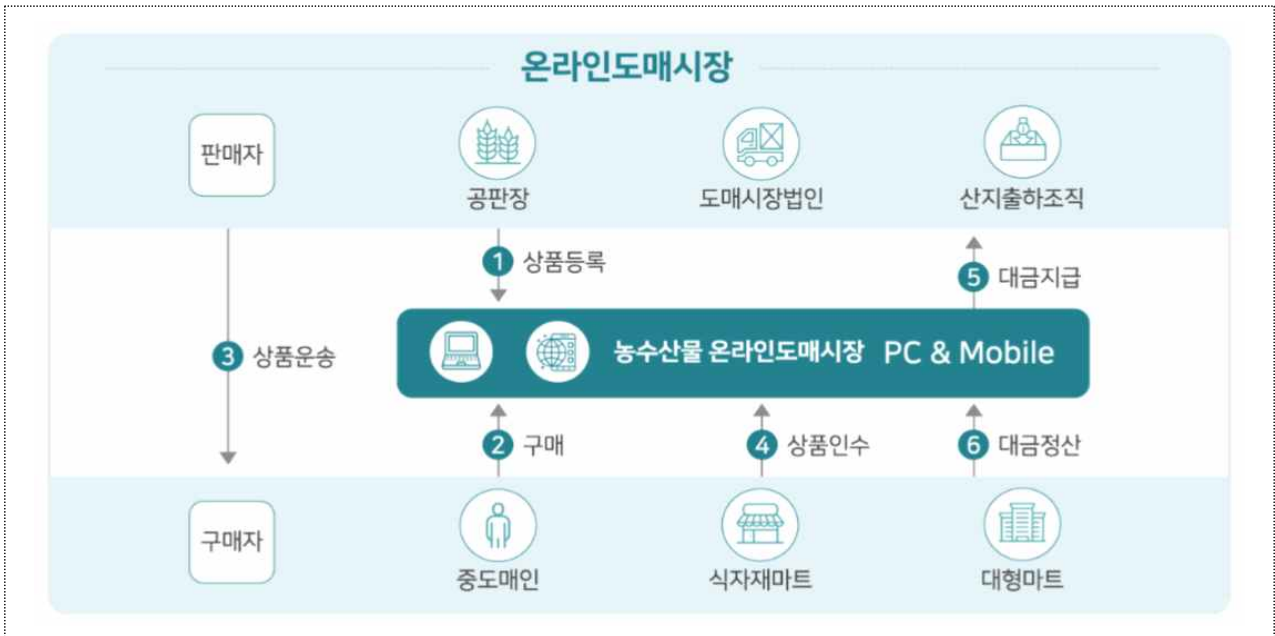 온라인도매시장
판매자
공판장
도매시장법인
산지출하조직
1 상품등록
5 대금지급
3 상품운송
농수산물 온라인도매시장 PC & Mobile
2 구매
4 상품인수
6 대금정산
구매자
중도매인
식자재마트
대형마트